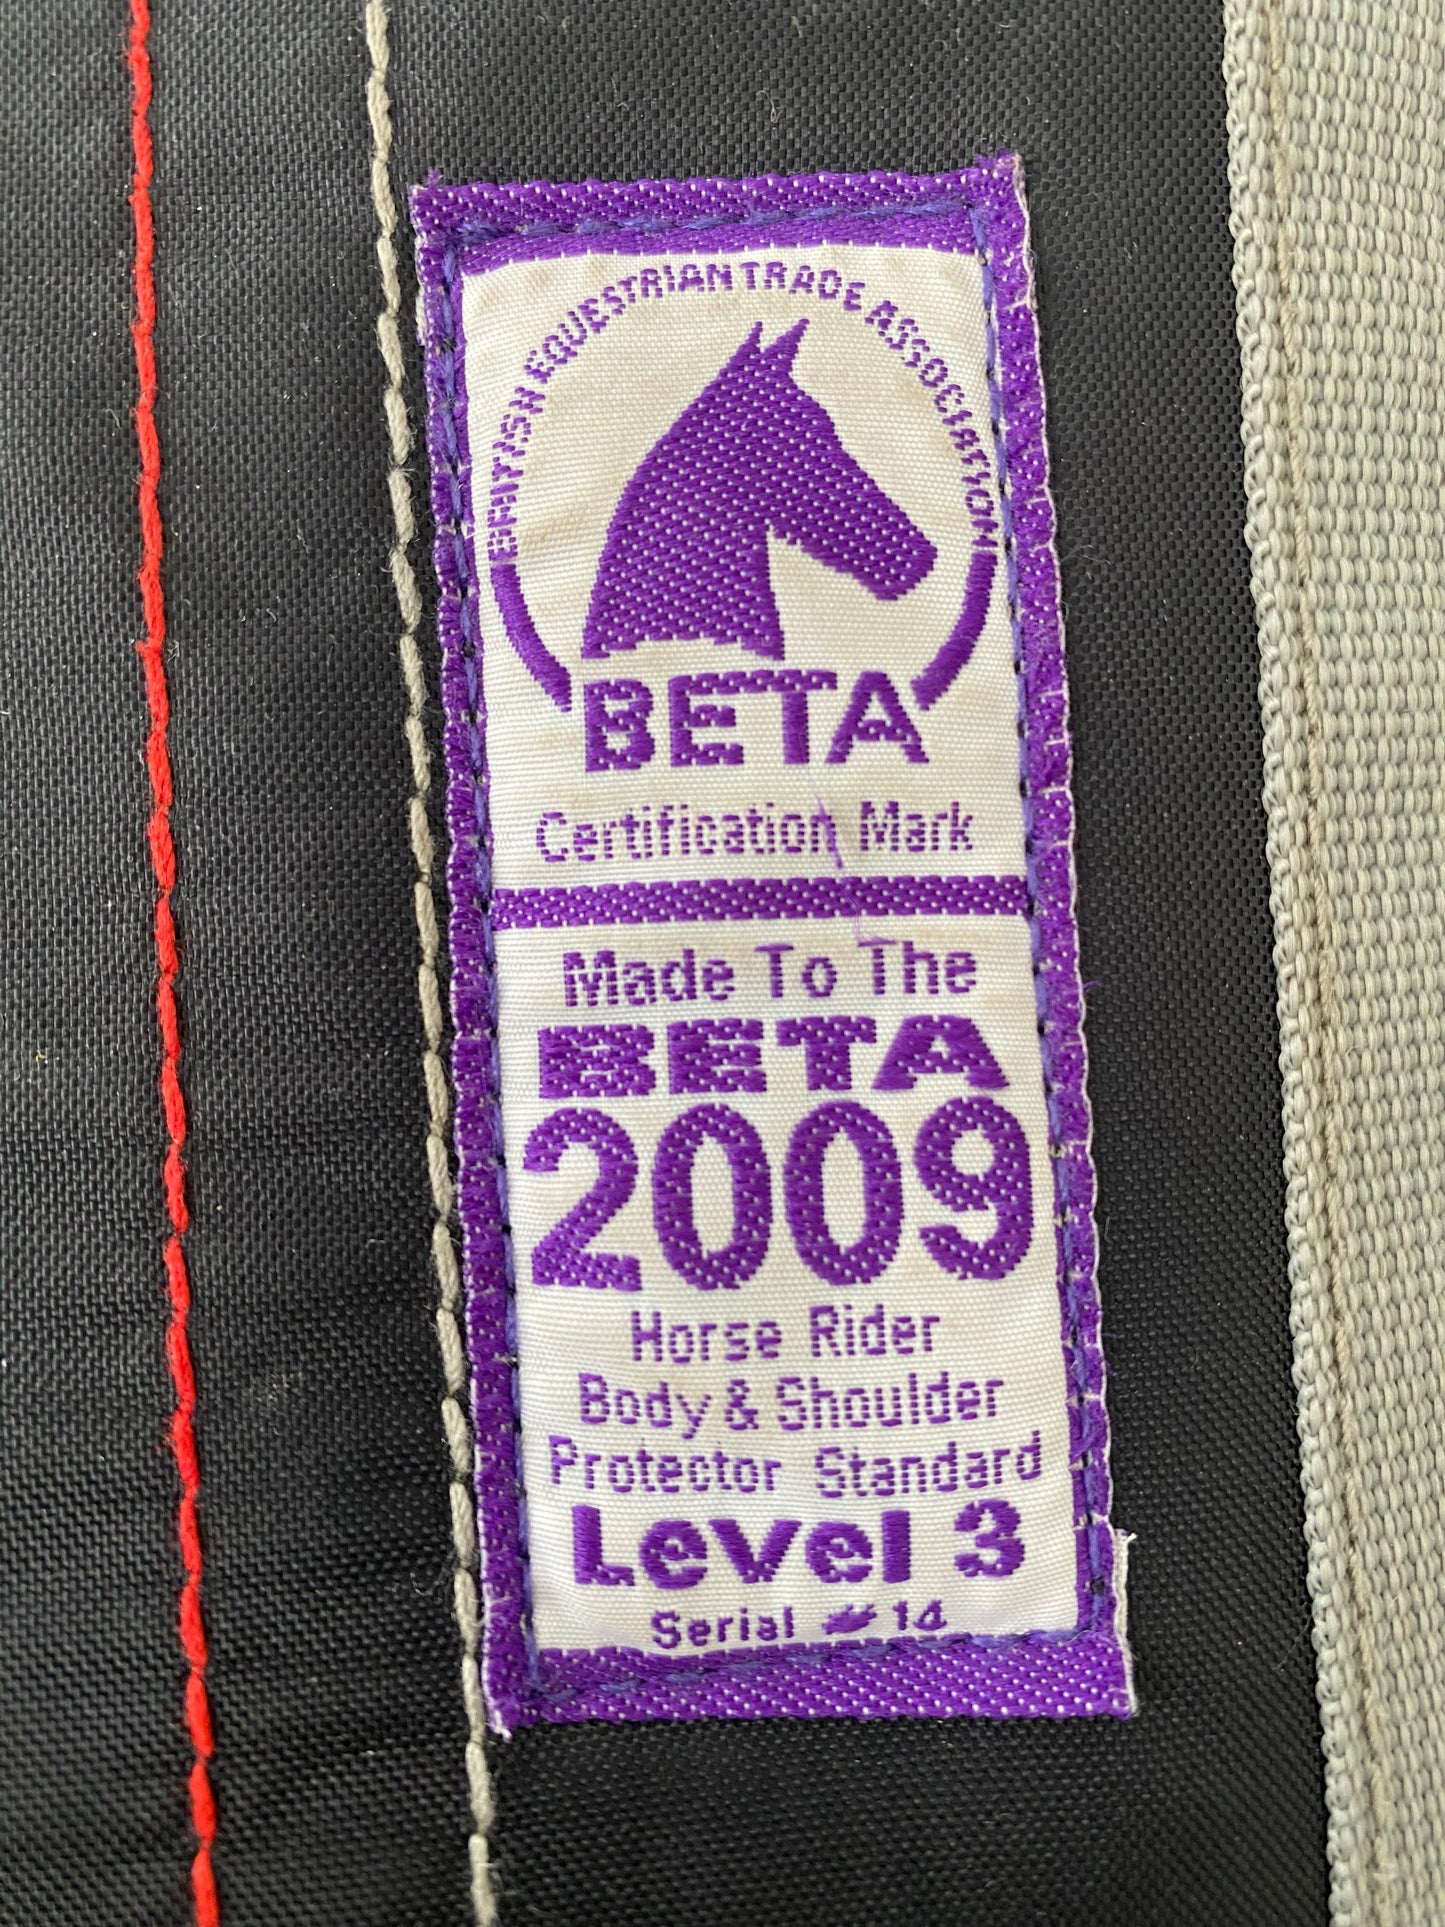 BRITISH EQUESTRIAN TRADE ASSOCIATION
BETA
Certification Mark
Made To The
BETA
2009
Horse Rider
Body & Shoulder
Protector Standard
Level 3
Serial # 14